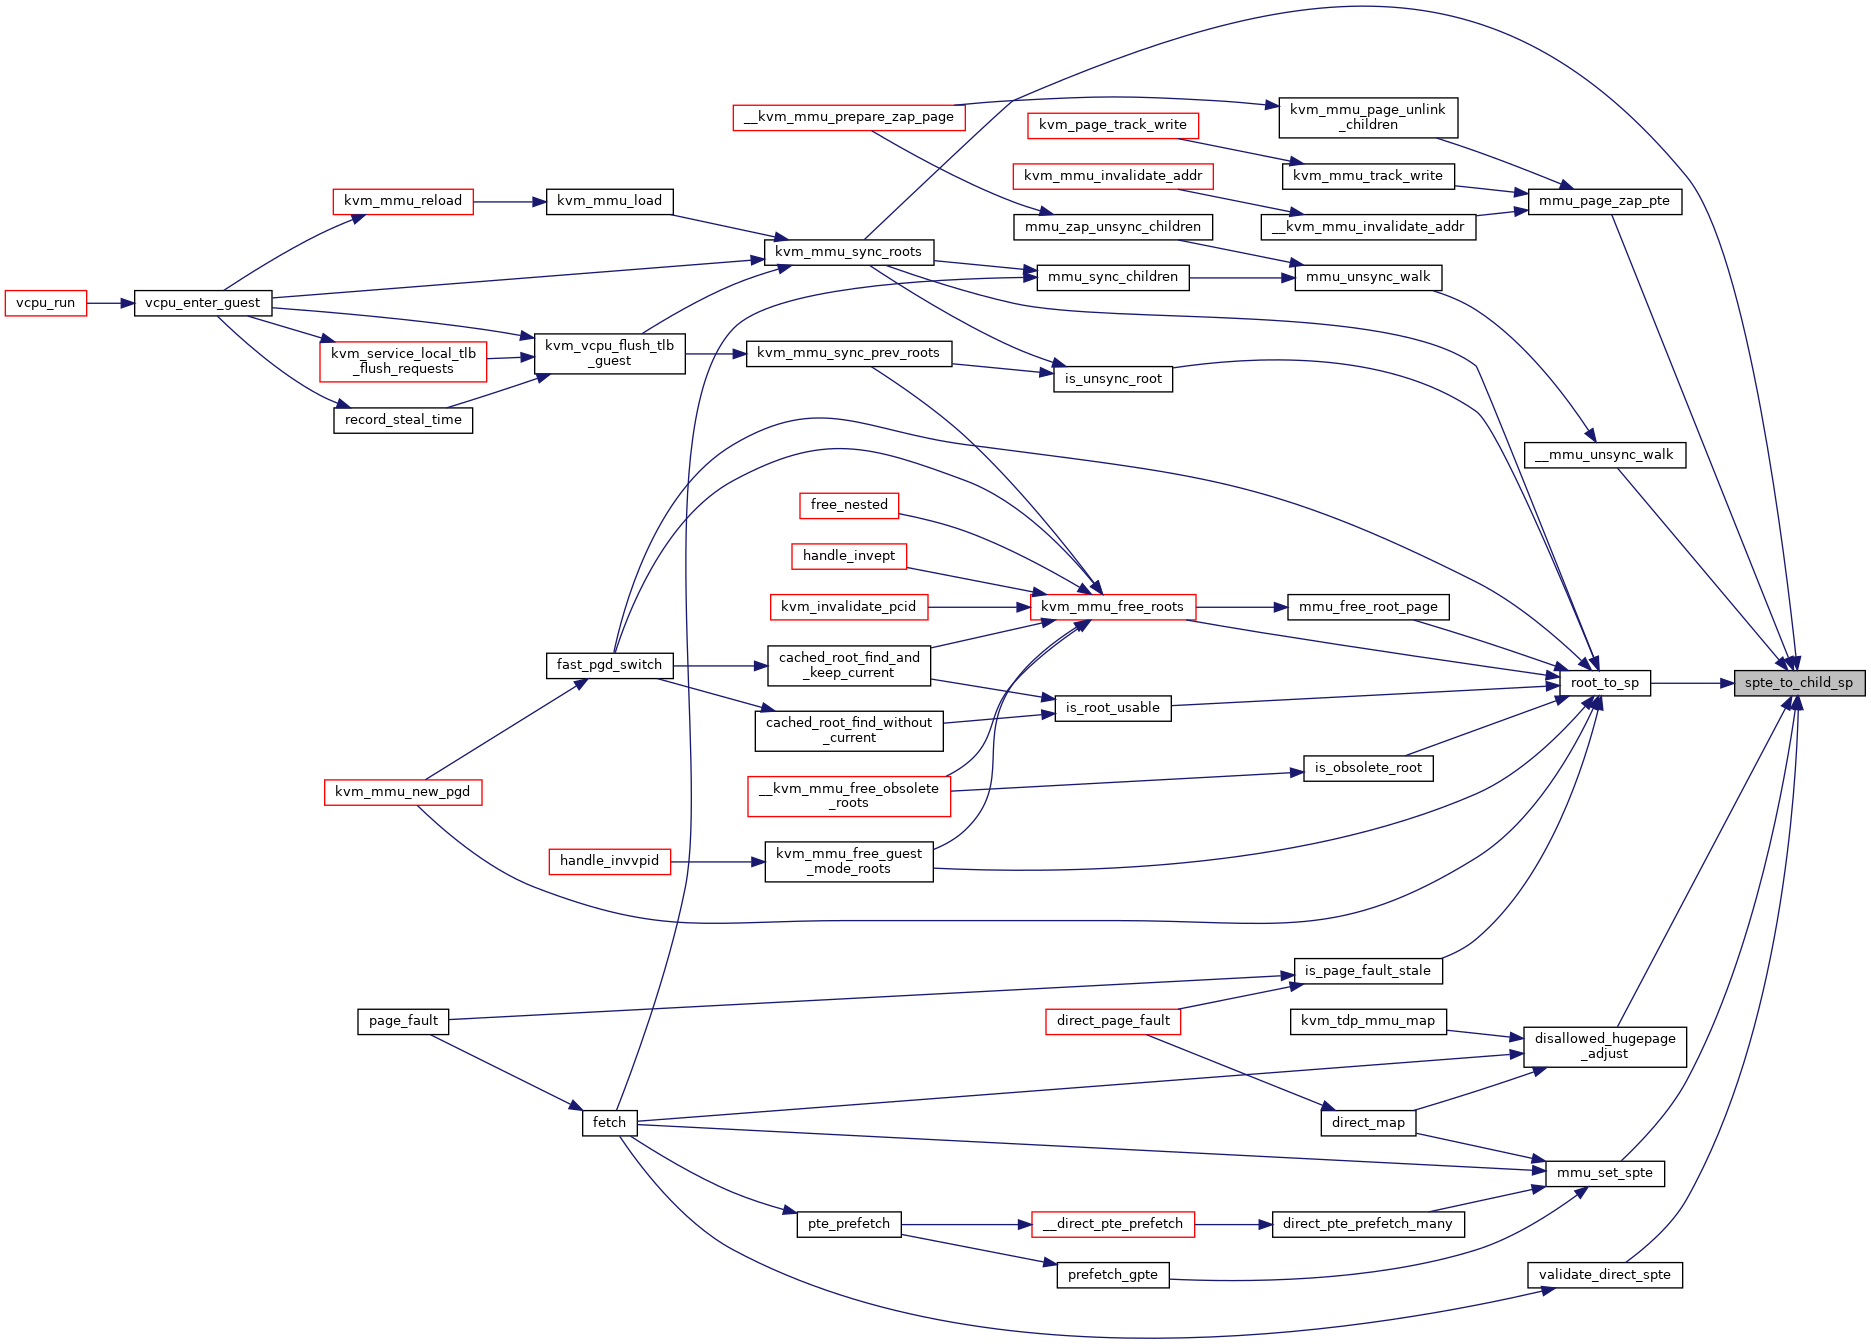 kvm_mmu_page_unlink
_children
__kvm_mmu_prepare_zap_page
kvm_page_track_write
kvm_mmu_invalidate_addr
kvm_mmu_track_write
kvm_mmu_reload
kvm_mmu_load
mmu_page_zap_pte
mmu_zap_unsync_children
__kvm_mmu_invalidate_addr
kvm_mmu_sync_roots
mmu_sync_children
mmu_unsync_walk
vcpu_run
vcpu_enter_guest
kvm_service_local_tlb
_flush_requests
kvm_vcpu_flush_tlb
_guest
kvm_mmu_sync_prev_roots
is_unsync_root
record_steal_time
__mmu_unsync_walk
free_nested
handle_invept
kvm_invalidate_pcid
kvm_mmu_free_roots
mmu_free_root_page
fast_pgd_switch
cached_root_find_and
_keep_current
root_to_sp
spte_to_child_sp
is_root_usable
cached_root_find_without
_current
is_obsolete_root
kvm_mmu_new_pgd
__kvm_mmu_free_obsolete
_roots
handle_invvpid
kvm_mmu_free_guest
_mode_roots
is_page_fault_stale
page_fault
direct_page_fault
kvm_tdp_mmu_map
disallowed_hugepage
_adjust
fetch
direct_map
mmu_set_spte
pte_prefetch
__direct_pte_prefetch
direct_pte_prefetch_many
prefetch_gpte
validate_direct_spte